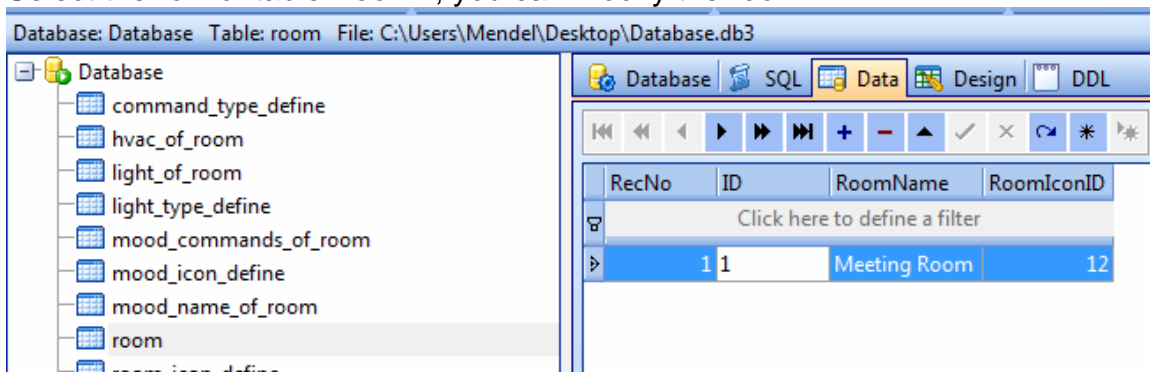 Database: Database Table: room File: C:\Users\Mendel\Desktop\Database.db3
Database
command_type_define
hvac_of_room
light_of_room
light_type_define
mood_commands_of_room
mood_icon_define
mood_name_of_room
room
Database SQL Data Design DDL
RecNo ID RoomName RoomIconID
Click here to define a filter
1 1 Meeting Room 12